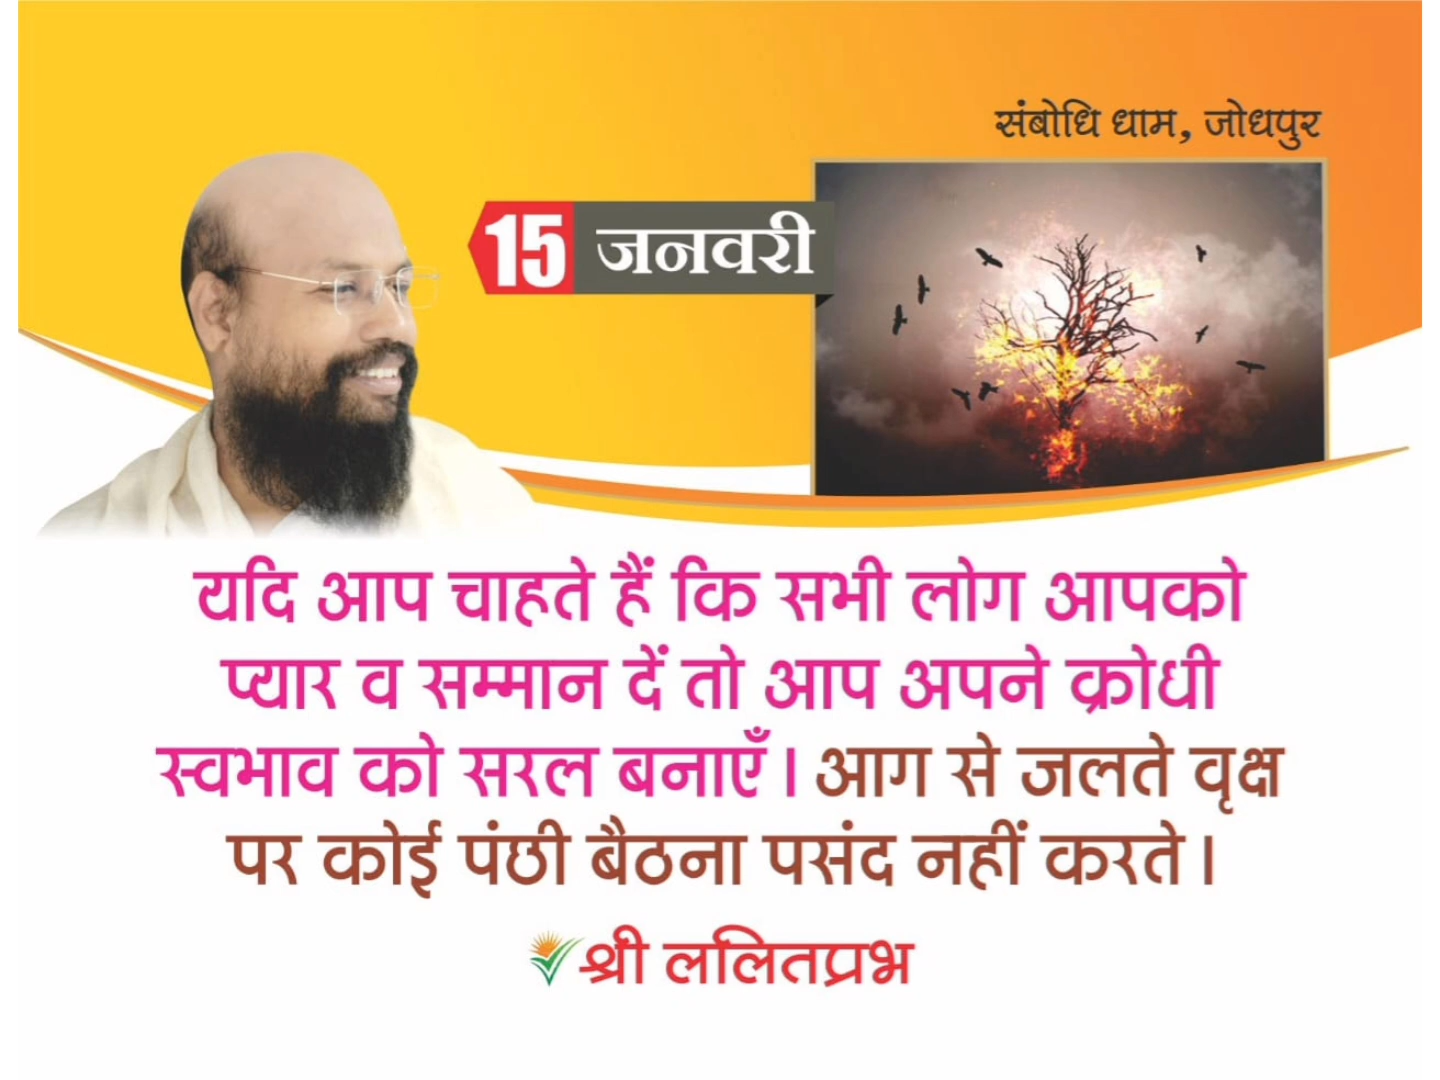 संबोधि धाम, जोधपुर
15 जनवरी
यदि आप चाहते हैं कि सभी लोग आपको
प्यार व सम्मान दें तो आप अपने क्रोधी
स्वभाव को सरल बनाएँ। आग से जलते वृक्ष
पर कोई पंछी बैठना पसंद नहीं करते।
श्री ललितप्रभ